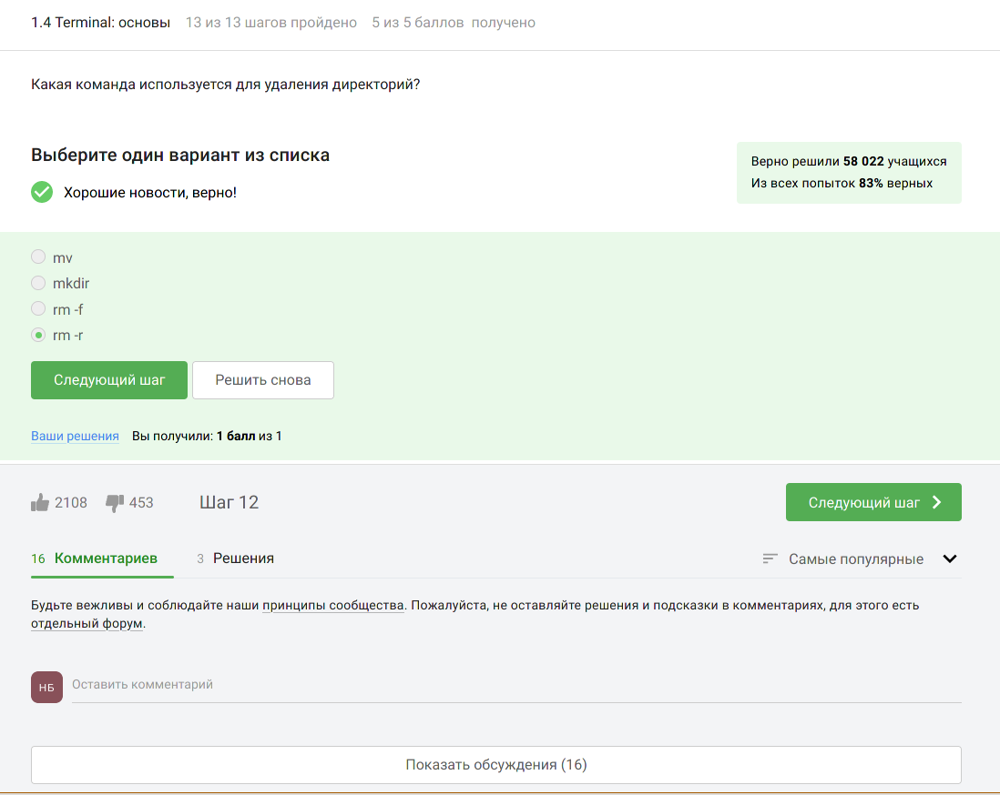 1.4 Terminal: основы 13 из 13 шагов пройдено 5 из 5 баллов получено
Какая команда используется для удаления директорий?
Выберите один вариант из списка
Хорошие новости, верно!
Верно решили 58 022 учащихся
Из всех попыток 83% верных
mv
mkdir
rm -f
rm -r
Следующий шаг Решить снова
Ваши решения Вы получили: 1 балл из 1
2108 453 Шаг 12 Следующий шаг
16 Комментариев 3 Решения Самые популярные
Будьте вежливы и соблюдайте наши принципы сообщества. Пожалуйста, не оставляйте решения и подсказки в комментариях, для этого есть
отдельный форум.
НБ Оставить комментарий
Показать обсуждения (16)